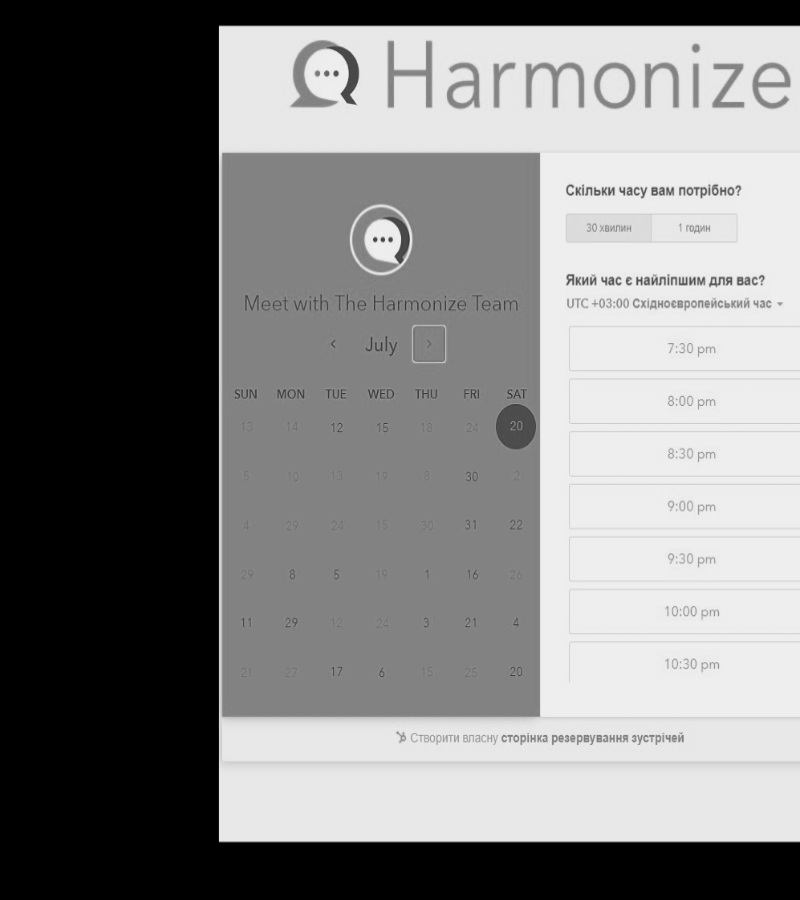 Harmonize
Meet with The Harmonize Team
‹ July ›
SUN MON TUE WED THU FRI SAT
13 14 12 15 18 24 20
5 10 13 19 8 30 2
4 29 24 15 30 31 22
29 8 5 19 1 16 26
11 29 12 24 3 21 4
21 27 17 6 15 25 20
Скільки часу вам потрібно?
30 хвилин 1 годин
Який час є найліпшим для вас?
UTC +03:00 Східноєвропейський час
7:30 pm
8:00 pm
8:30 pm
9:00 pm
9:30 pm
10:00 pm
10:30 pm
Створити власну сторінка резервування зустрічей